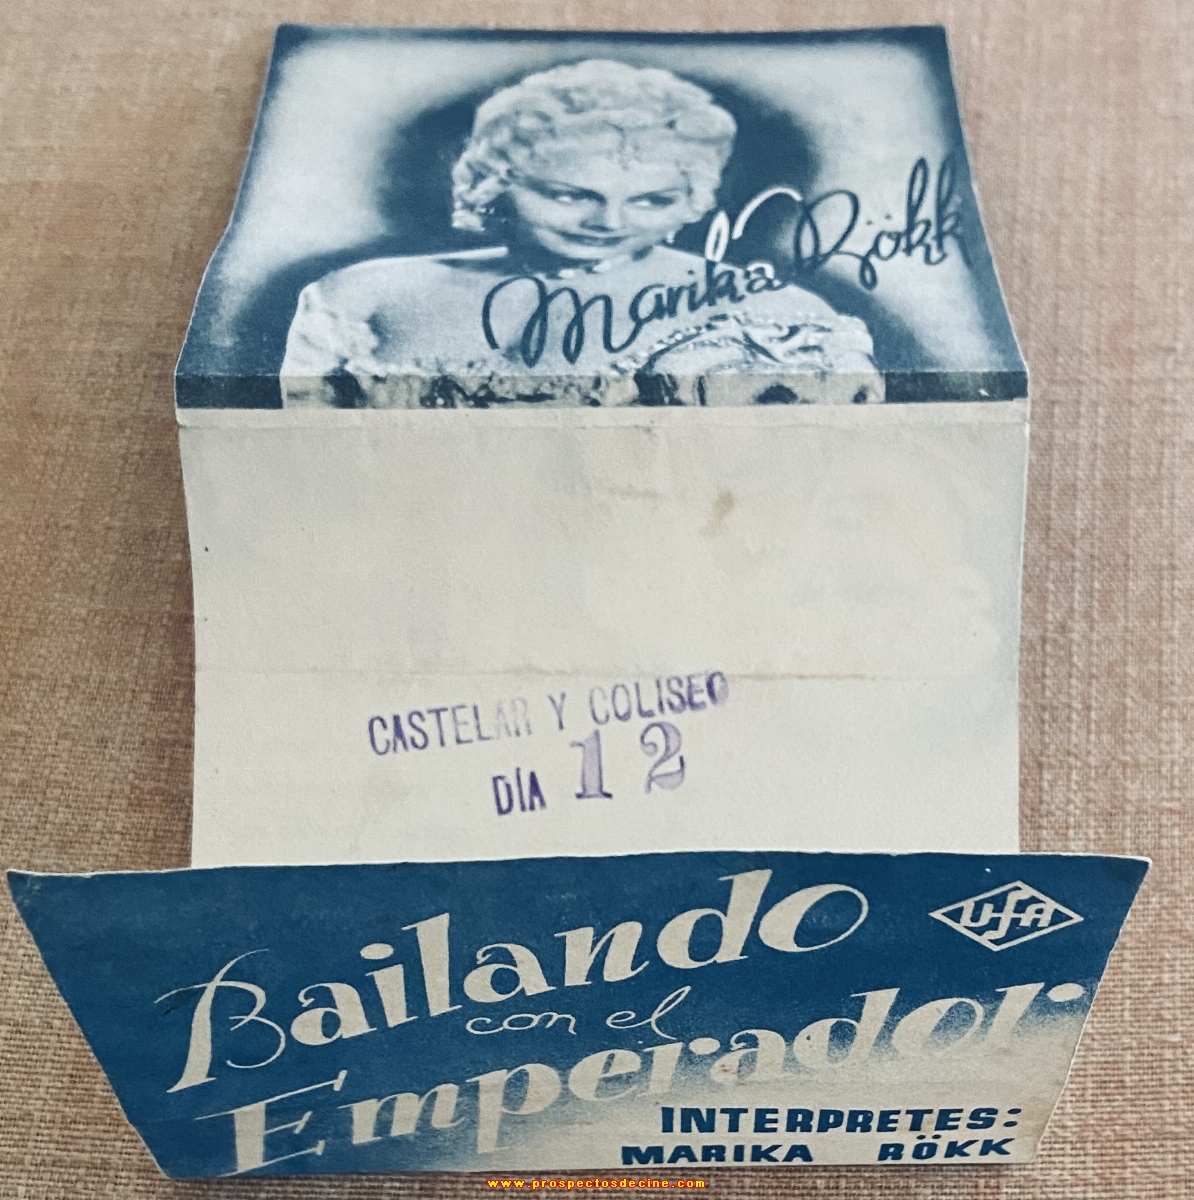 Marika Rökk
CASTELAR Y COLISEO
DÍA 12
UFA
Bailando
con el
Emperador
INTERPRETES:
MARIKA RÖKK
www.prospectosdecine.com